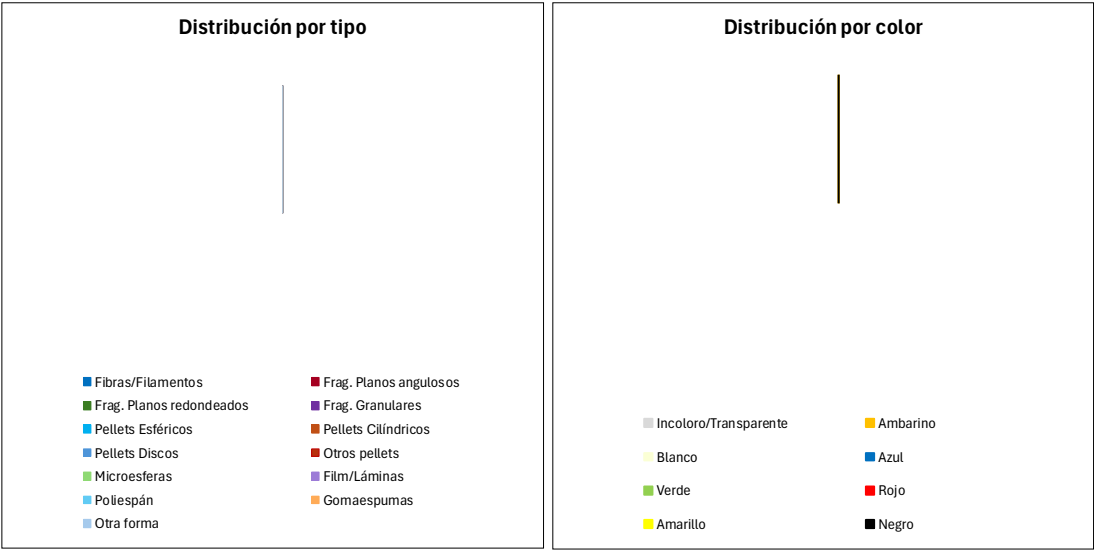 Distribución por tipo
Fibras/Filamentos
Frag. Planos angulosos
Frag. Planos redondeados
Frag. Granulares
Pellets Esféricos
Pellets Cilíndricos
Pellets Discos
Otros pellets
Microesferas
Film/Láminas
Poliespán
Gomaespumas
Otra forma
Distribución por color
Incoloro/Transparente
Ambarino
Blanco
Azul
Verde
Rojo
Amarillo
Negro